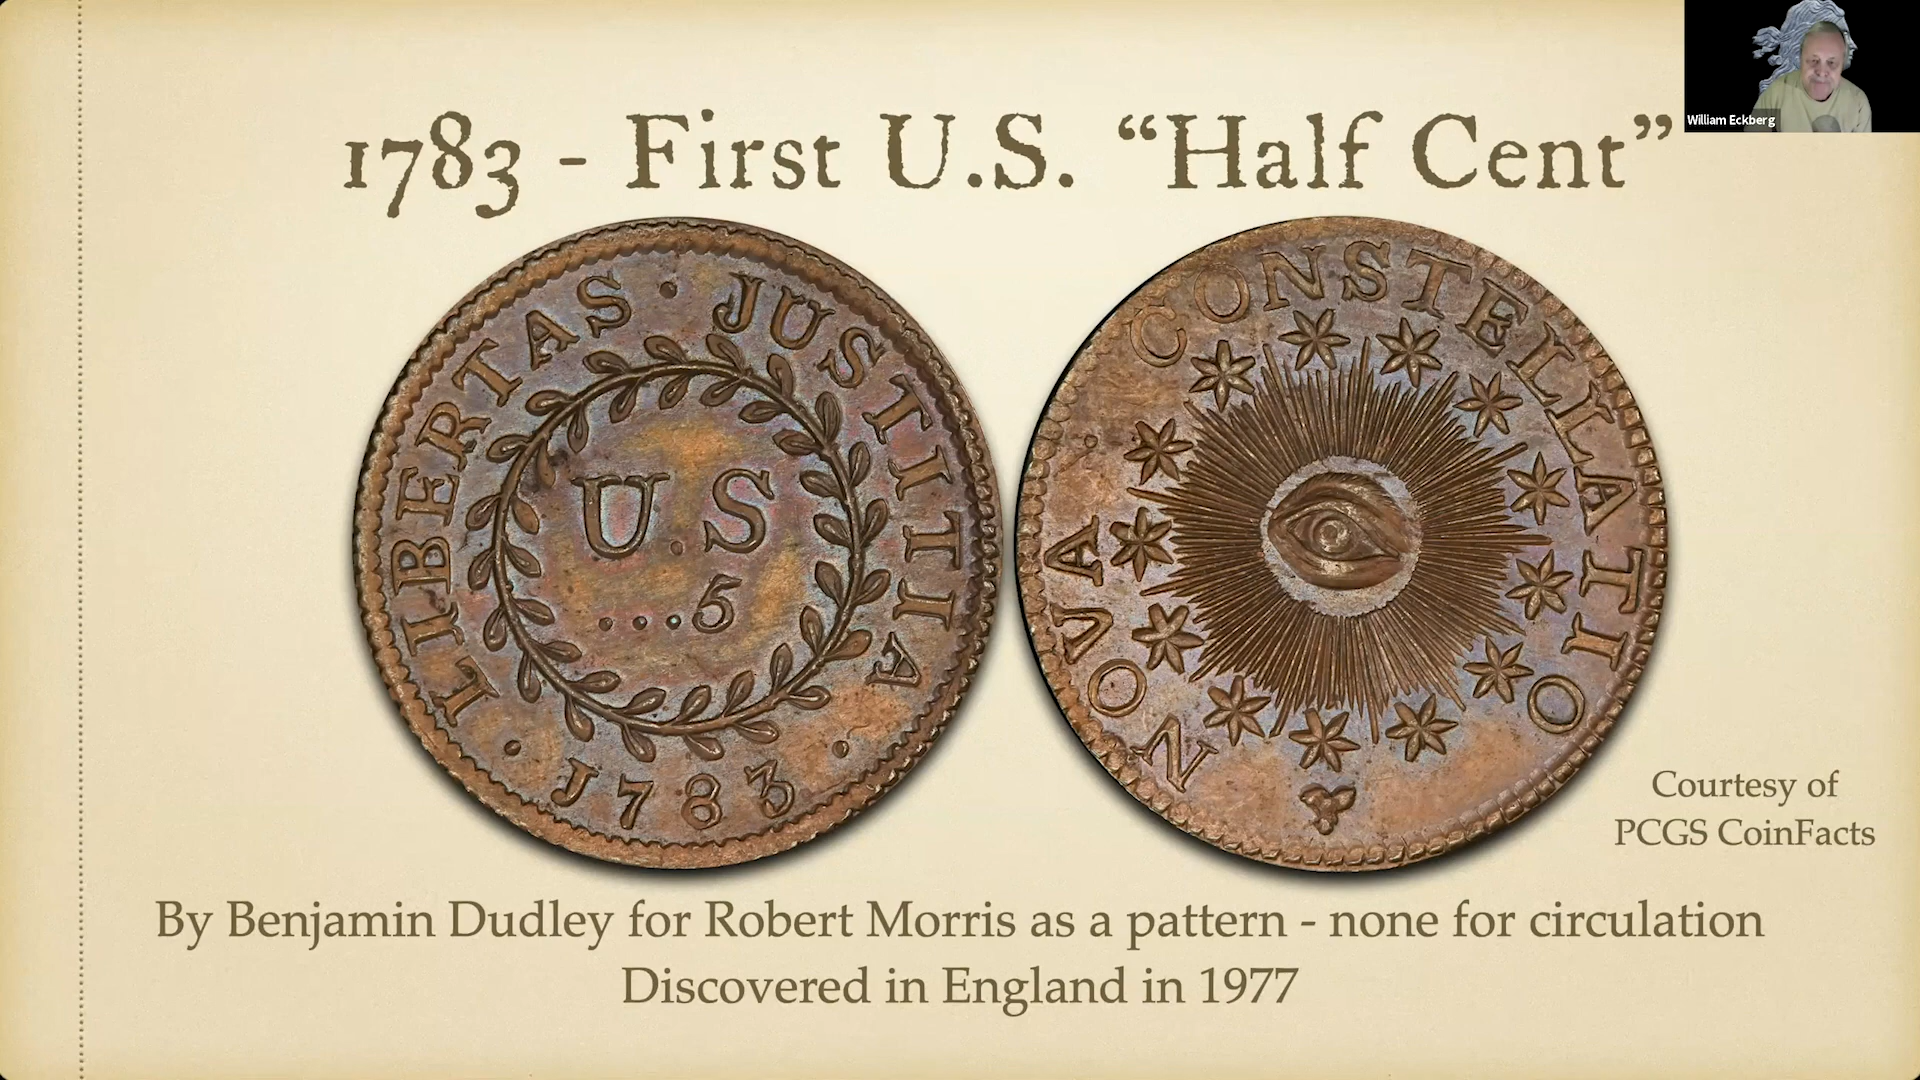 1783 - First U.S. “Half Cent”
William Eckberg
LIBERTAS · JUSTITIA
U.S
...5
· J783 ·
NOVA CONSTELLATIO
Courtesy of
PCGS CoinFacts
By Benjamin Dudley for Robert Morris as a pattern - none for circulation
Discovered in England in 1977